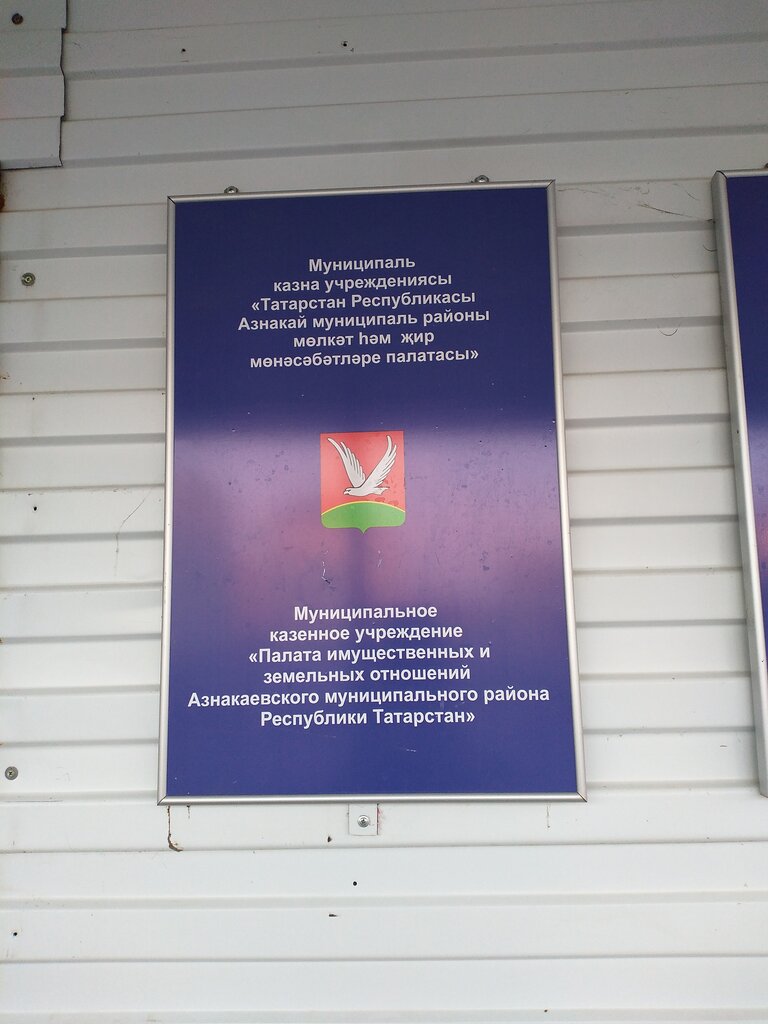 Муниципаль
казна учреждениясы
«Татарстан Республикасы
Азнакай муниципаль районы
мөлкәт һәм җир
мөнәсәбәтләре палатасы»
Муниципальное
казенное учреждение
«Палата имущественных и
земельных отношений
Азнакаевского муниципального района
Республики Татарстан»